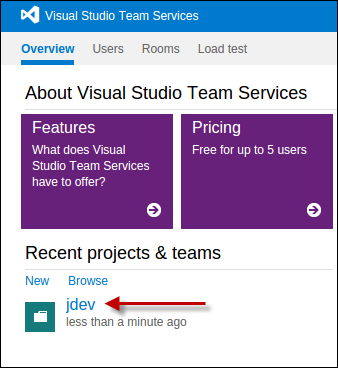 Visual Studio Team Services
Overview Users Rooms Load test
About Visual Studio Team Services
Features
What does Visual
Studio Team Services
have to offer?
Pricing
Free for up to 5 users
Recent projects & teams
New Browse
jdev
less than a minute ago